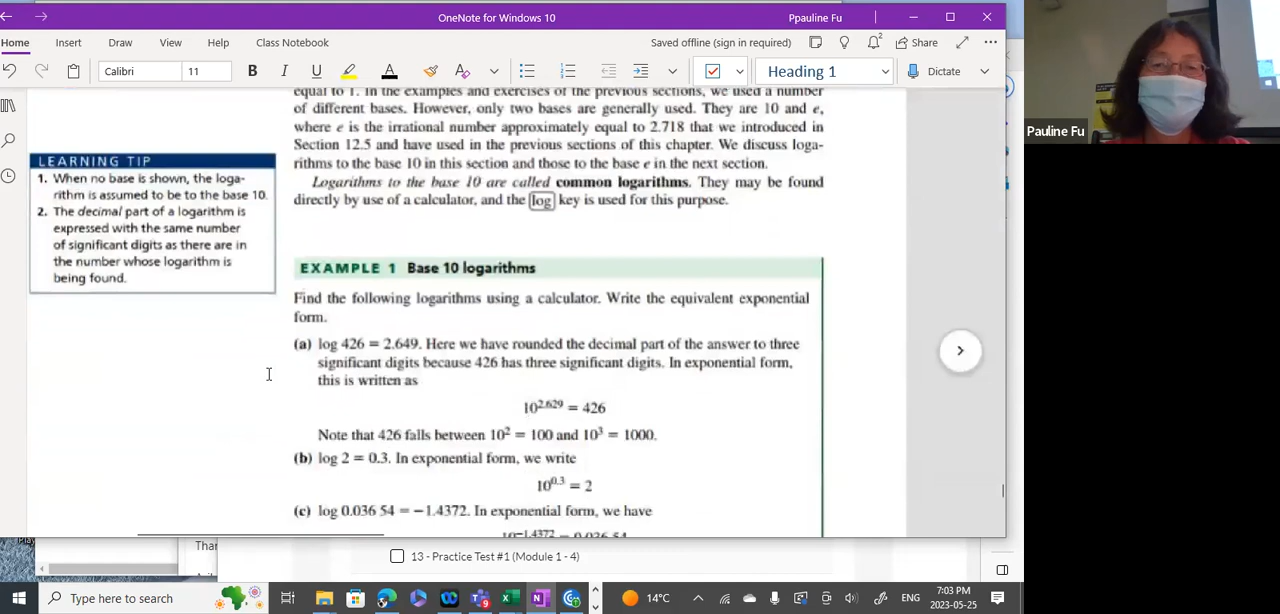 OneNote for Windows 10
Ppauline Fu
Home Insert Draw View Help Class Notebook
Saved offline (sign in required)
Share
Calibri 11 B I U A
Heading 1
Dictate
equal to 1. In the examples and exercises of the previous sections, we used a number
of different bases. However, only two bases are generally used. They are 10 and e,
where e is the irrational number approximately equal to 2.718 that we introduced in
Section 12.5 and have used in the previous sections of this chapter. We discuss loga-
rithms to the base 10 in this section and those to the base e in the next section.
Logarithms to the base 10 are called common logarithms. They may be found
directly by use of a calculator, and the log key is used for this purpose.
LEARNING TIP
1. When no base is shown, the loga-
rithm is assumed to be to the base 10.
2. The decimal part of a logarithm is
expressed with the same number
of significant digits as there are in
the number whose logarithm is
being found.
EXAMPLE 1 Base 10 logarithms
Find the following logarithms using a calculator. Write the equivalent exponential
form.
(a) log 426 = 2.649. Here we have rounded the decimal part of the answer to three
significant digits because 426 has three significant digits. In exponential form,
this is written as
10^2.629 = 426
Note that 426 falls between 10² = 100 and 10³ = 1000.
(b) log 2 = 0.3. In exponential form, we write
10^0.3 = 2
(c) log 0.036 54 = −1.4372. In exponential form, we have
10^−1.4372 = 0.036 54
13 - Practice Test #1 (Module 1 - 4)
Type here to search
14°C
ENG
7:03 PM
2023-05-25
Pauline Fu